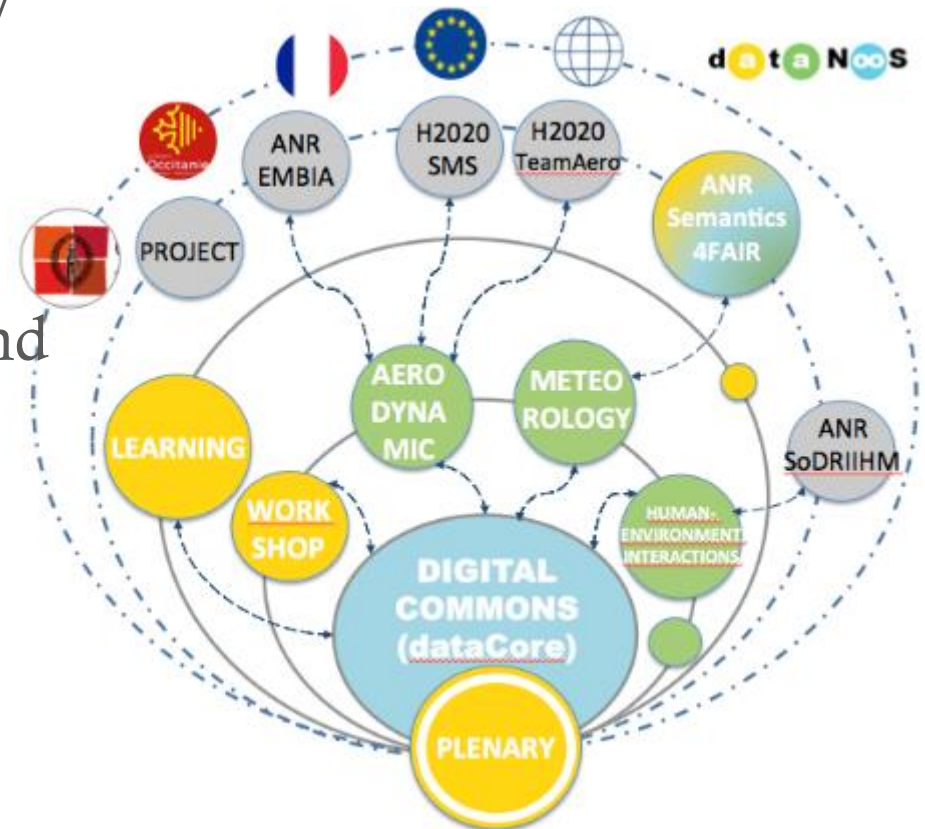 y
nd
dataNooS
ANR
EMBIA
H2020
SMS
H2020
TeamAero
ANR
Semantics
4FAIR
Occitanie
PROJECT
AERO
DYNA
MIC
METEO
ROLOGY
LEARNING
ANR
SoDRIIHM
WORK
SHOP
HUMAN-
ENVIRONMENT
INTERACTIONS
DIGITAL
COMMONS
(dataCore)
PLENARY